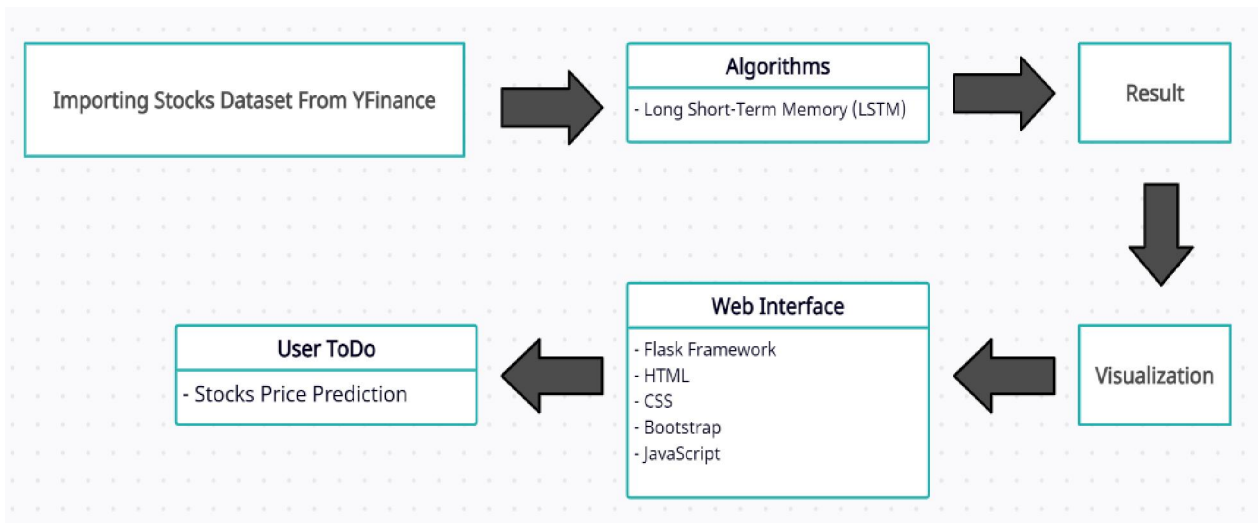 Importing Stocks Dataset From YFinance
Algorithms
- Long Short-Term Memory (LSTM)
Result
Visualization
Web Interface
- Flask Framework
- HTML
- CSS
- Bootstrap
- JavaScript
User ToDo
- Stocks Price Prediction